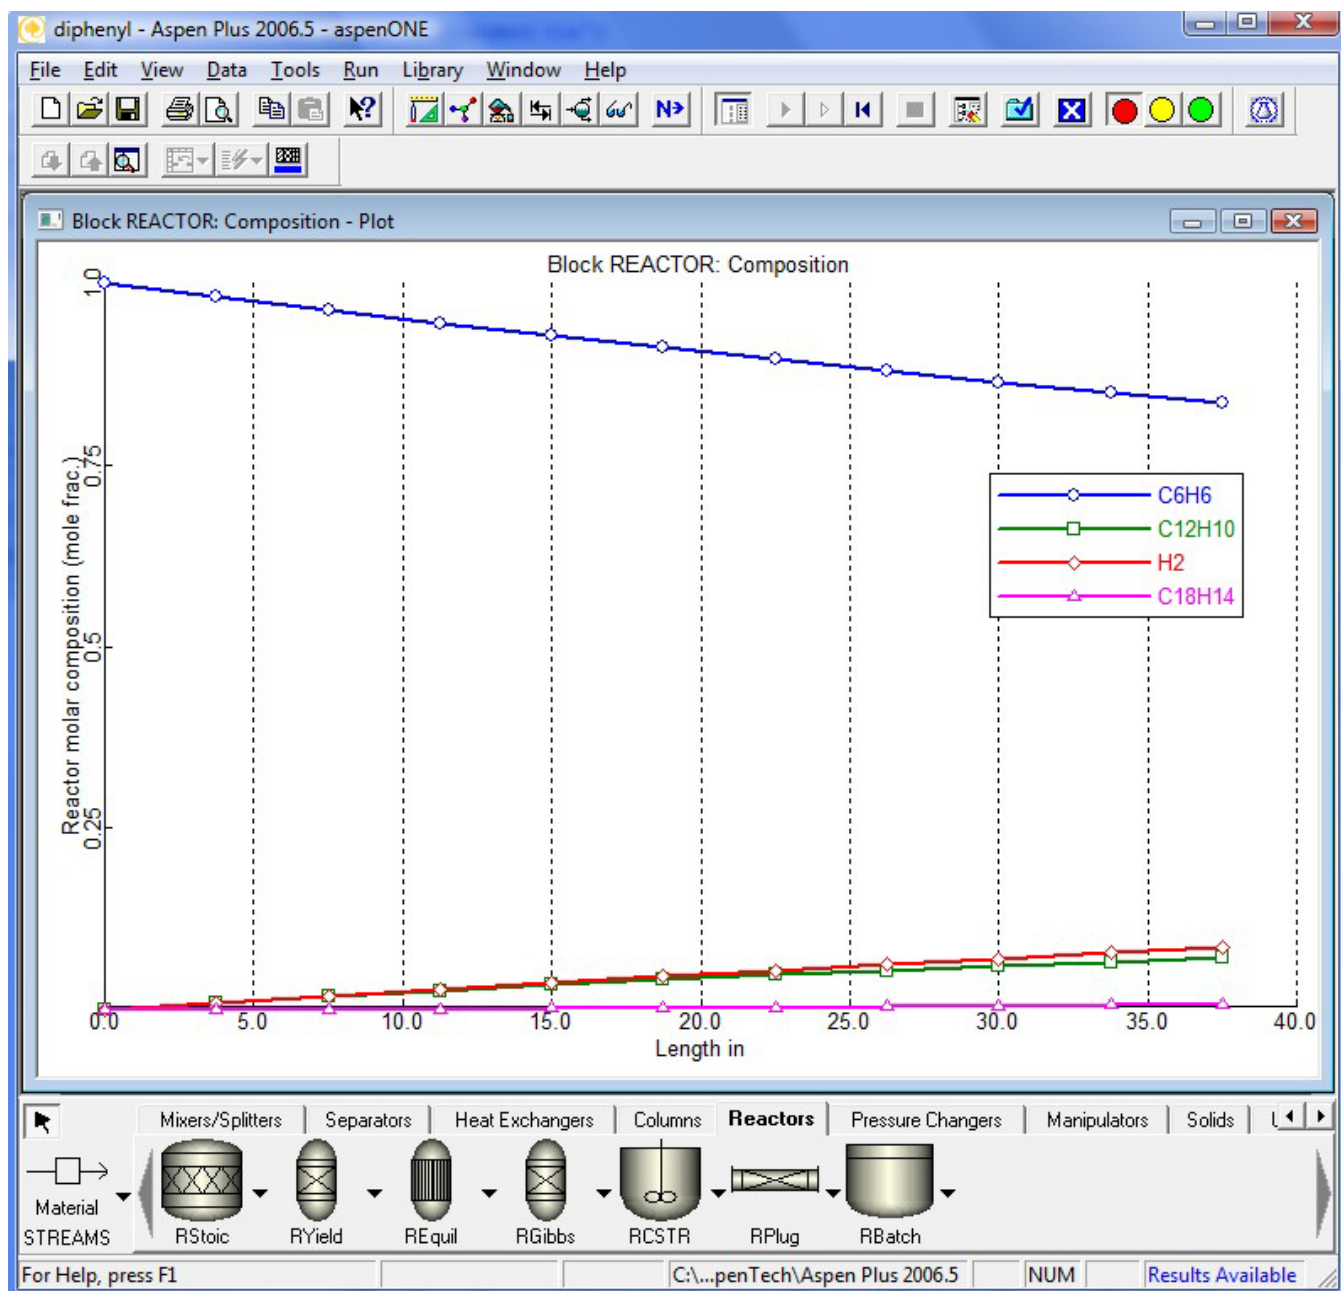 diphenyl - Aspen Plus 2006.5 - aspenONE
File Edit View Data Tools Run Library Window Help
N>
Block REACTOR: Composition - Plot
Block REACTOR: Composition
1.0
0.75
0.5
0.25
Reactor molar composition (mole frac.)
C6H6
C12H10
H2
C18H14
0.0 5.0 10.0 15.0 20.0 25.0 30.0 35.0 40.0
Length in
Mixers/Splitters Separators Heat Exchangers Columns Reactors Pressure Changers Manipulators Solids
Material
STREAMS RStoic RYield REquil RGibbs RCSTR RPlug RBatch
For Help, press F1 C:\...penTech\Aspen Plus 2006.5 NUM Results Available